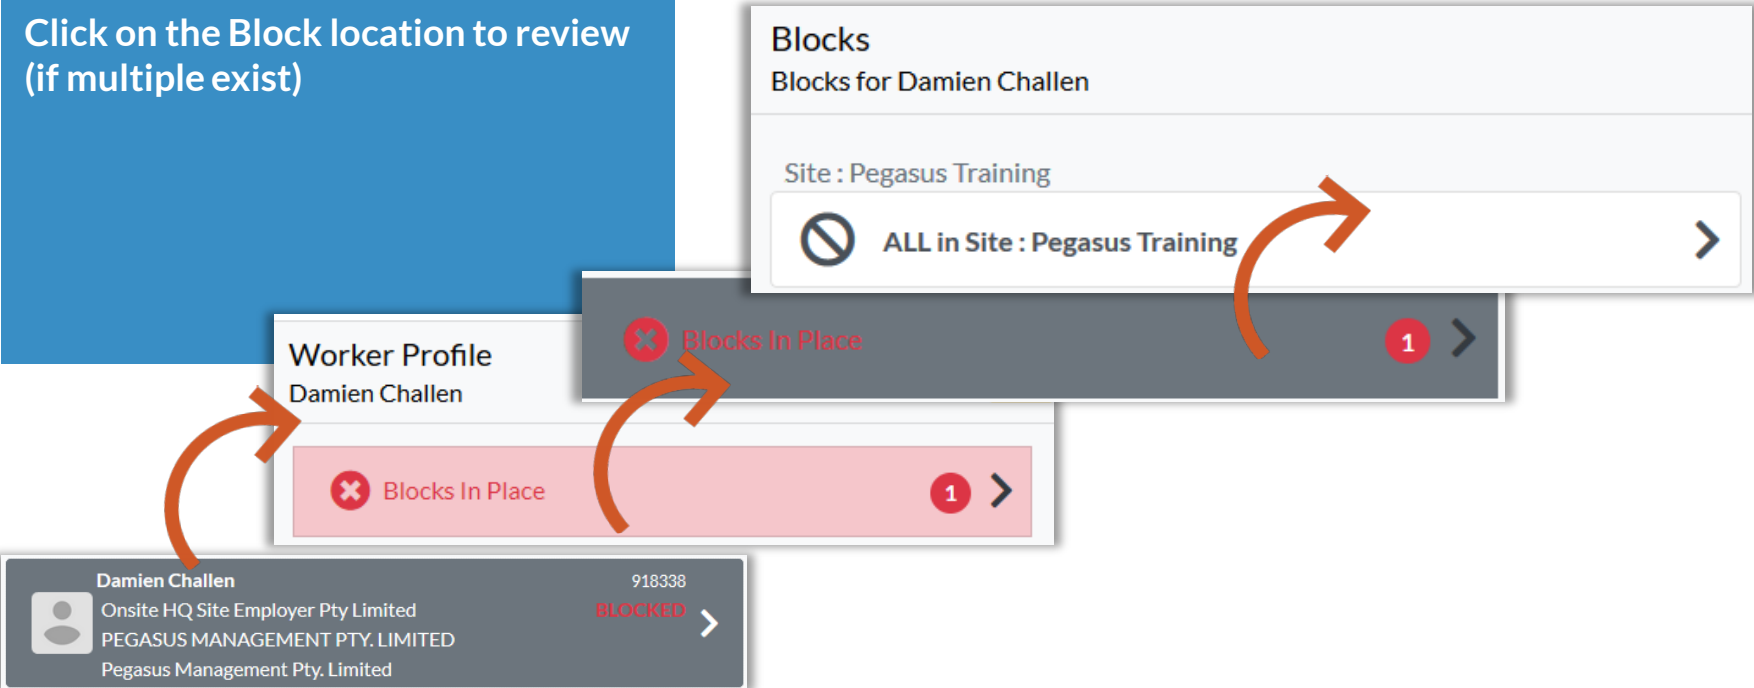 Click on the Block location to review
(if multiple exist)
Blocks
Blocks for Damien Challen
Site : Pegasus Training
ALL in Site : Pegasus Training
Blocks In Place
1
Worker Profile
Damien Challen
Blocks In Place
1
Damien Challen
918338
Onsite HQ Site Employer Pty Limited
BLOCKED
PEGASUS MANAGEMENT PTY. LIMITED
Pegasus Management Pty. Limited